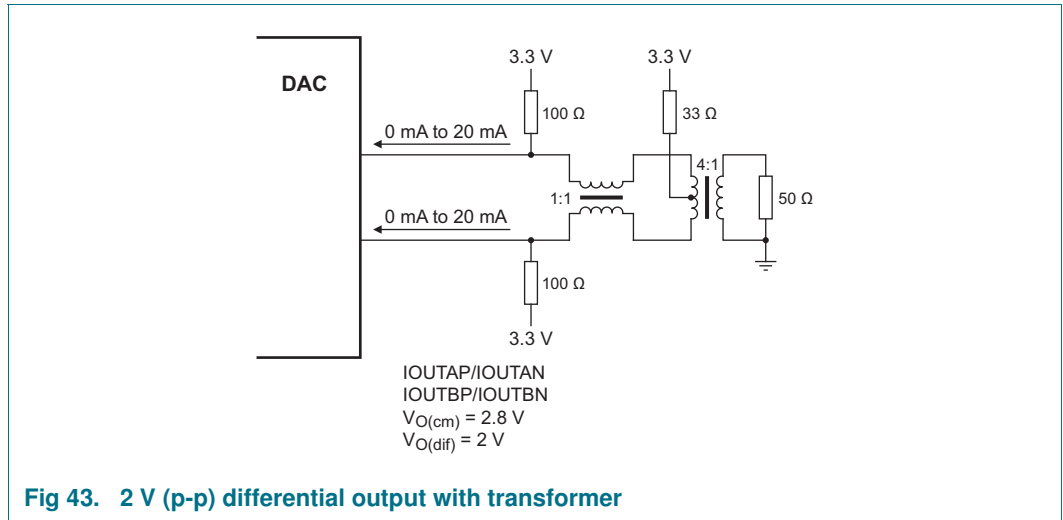 3.3 V
3.3 V
DAC
100 Ω
33 Ω
0 mA to 20 mA
4:1
1:1
50 Ω
0 mA to 20 mA
100 Ω
3.3 V
IOUTAP/IOUTAN
IOUTBP/IOUTBN
VO(cm) = 2.8 V
VO(dif) = 2 V
Fig 43. 2 V (p-p) differential output with transformer